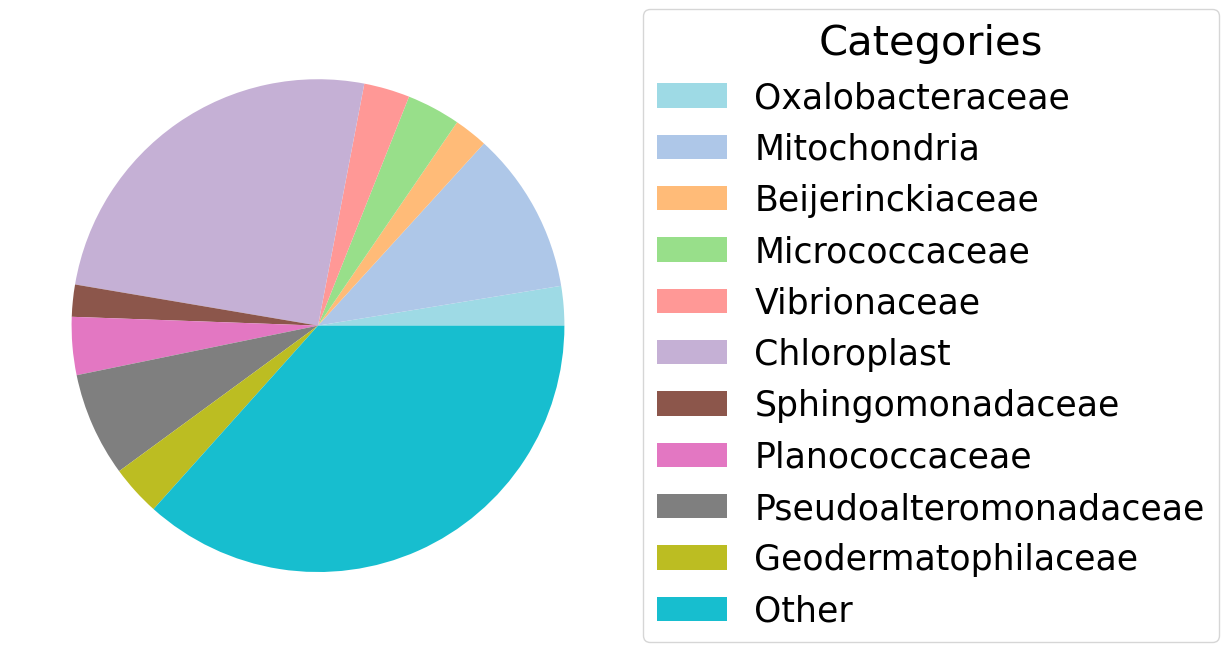 Categories
Oxalobacteraceae
Mitochondria
Beijerinckiaceae
Micrococcaceae
Vibrionaceae
Chloroplast
Sphingomonadaceae
Planococcaceae
Pseudoalteromonadaceae
Geodermatophilaceae
Other